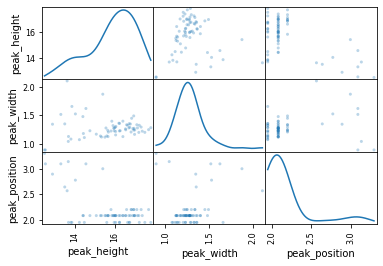 peak_height
16
14
peak_width
2.0
1.5
1.0
peak_position
3.0
2.5
2.0
14
16
1.0
1.5
2.0
2.0
2.5
3.0
peak_height
peak_width
peak_position